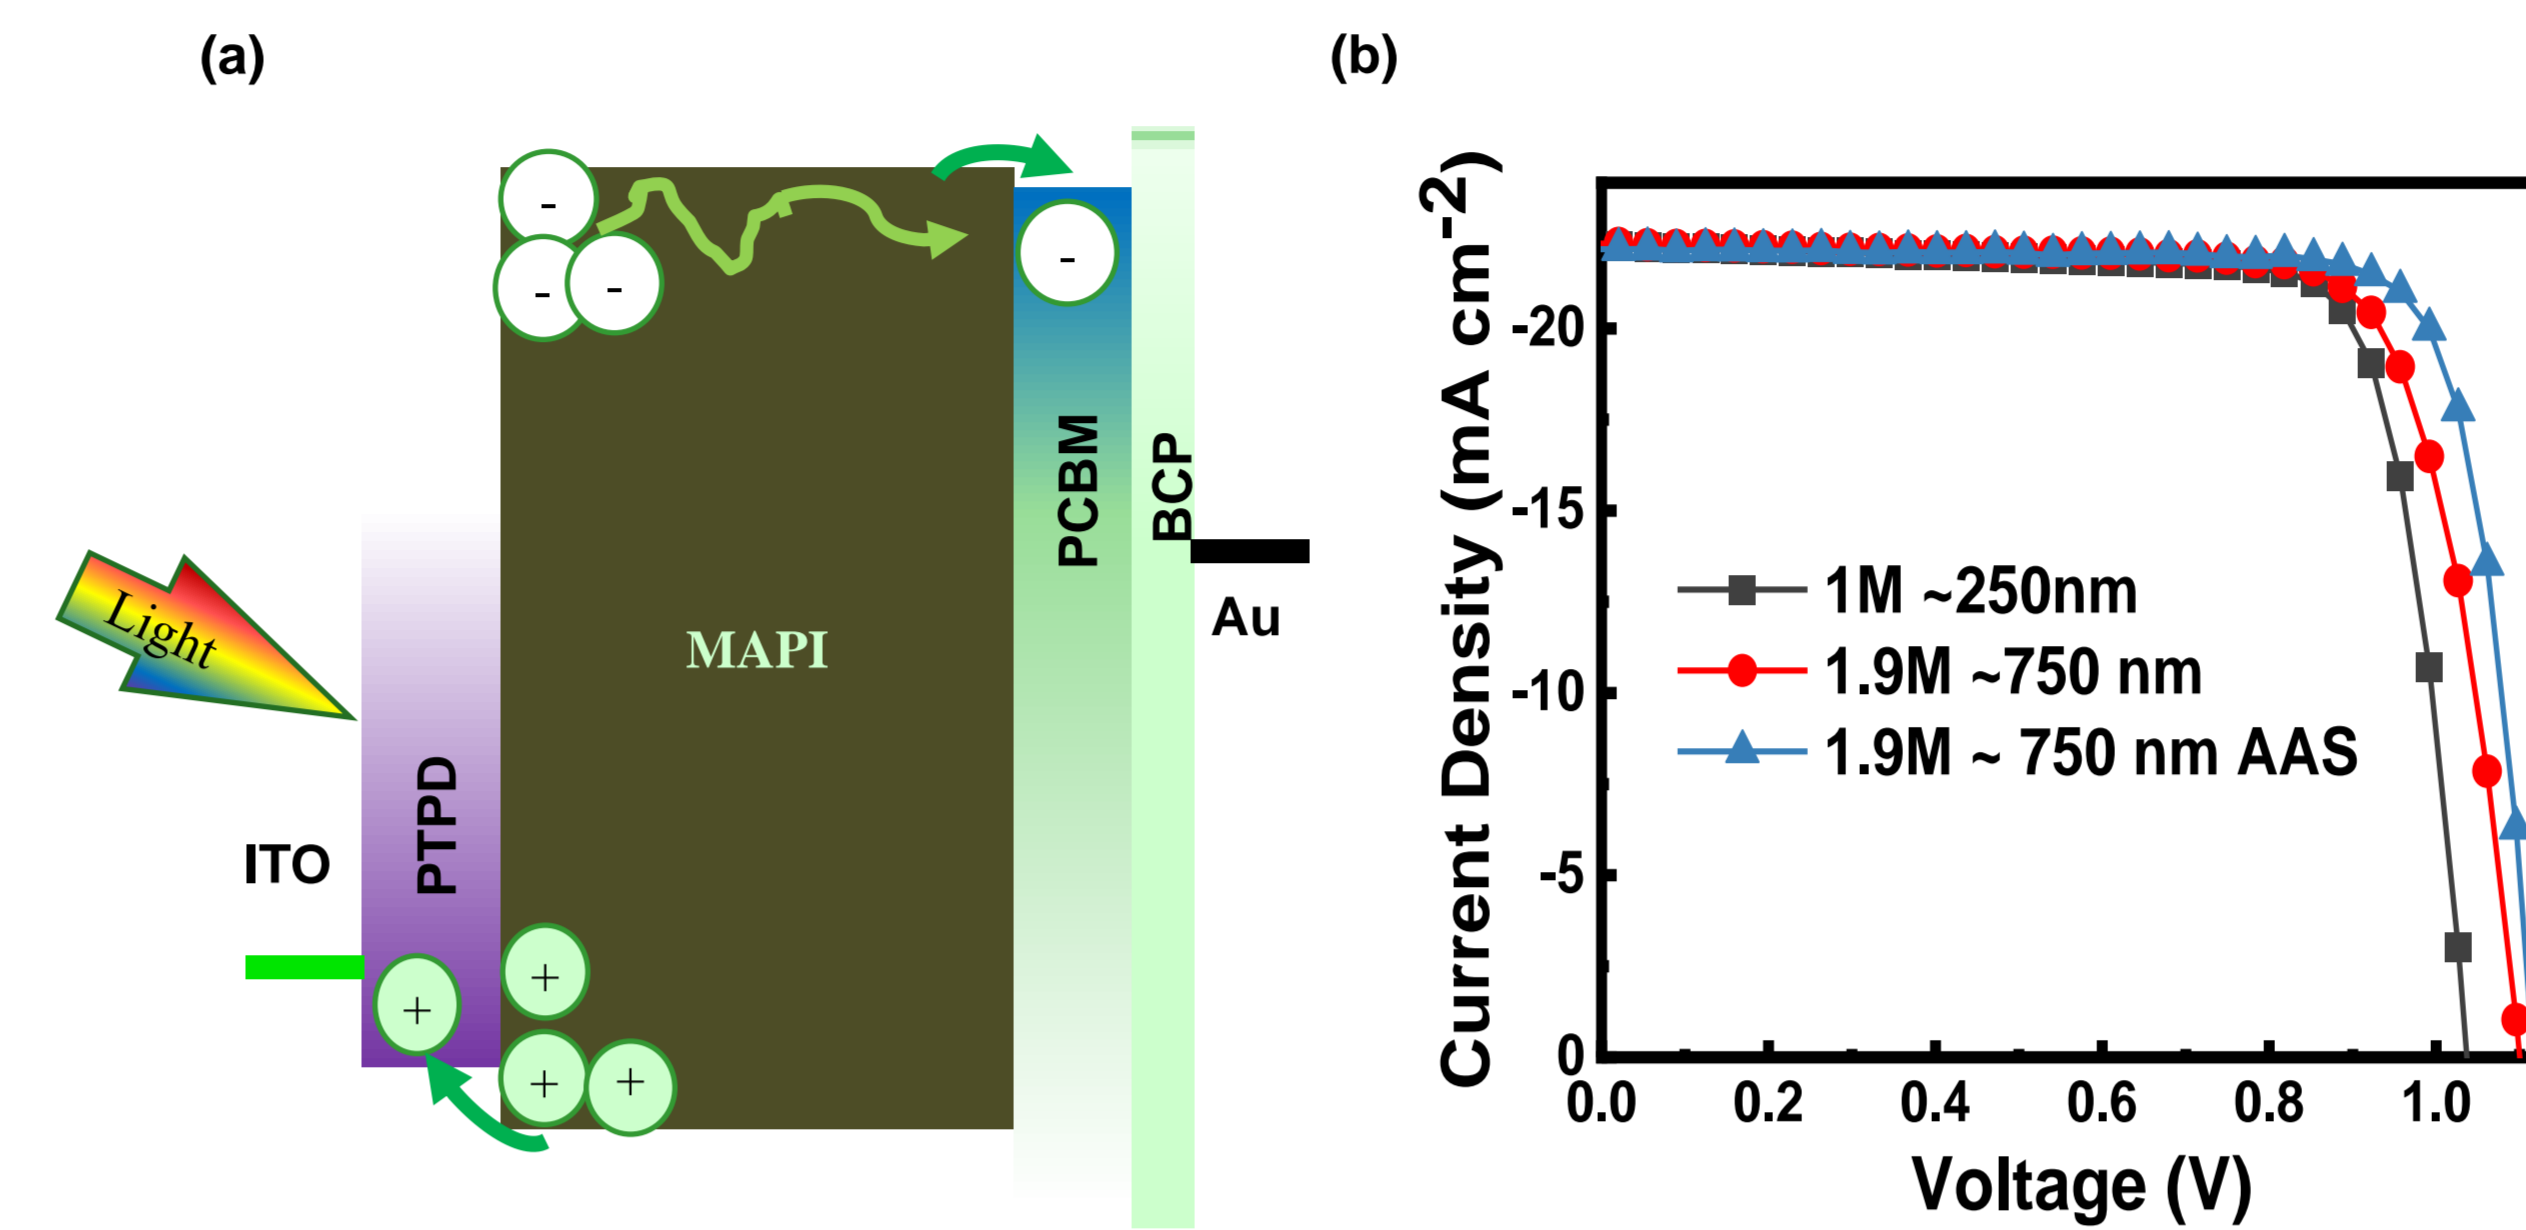 (a)
-
-
-
-
Light
ITO
PTPD
MAPI
PCBM
BCP
Au
+
+
+
+
(b)
Current Density (mA cm-2)
-20
-15
-10
-5
0
1M ~250nm
1.9M ~750 nm
1.9M ~ 750 nm AAS
0.0 0.2 0.4 0.6 0.8 1.0
Voltage (V)